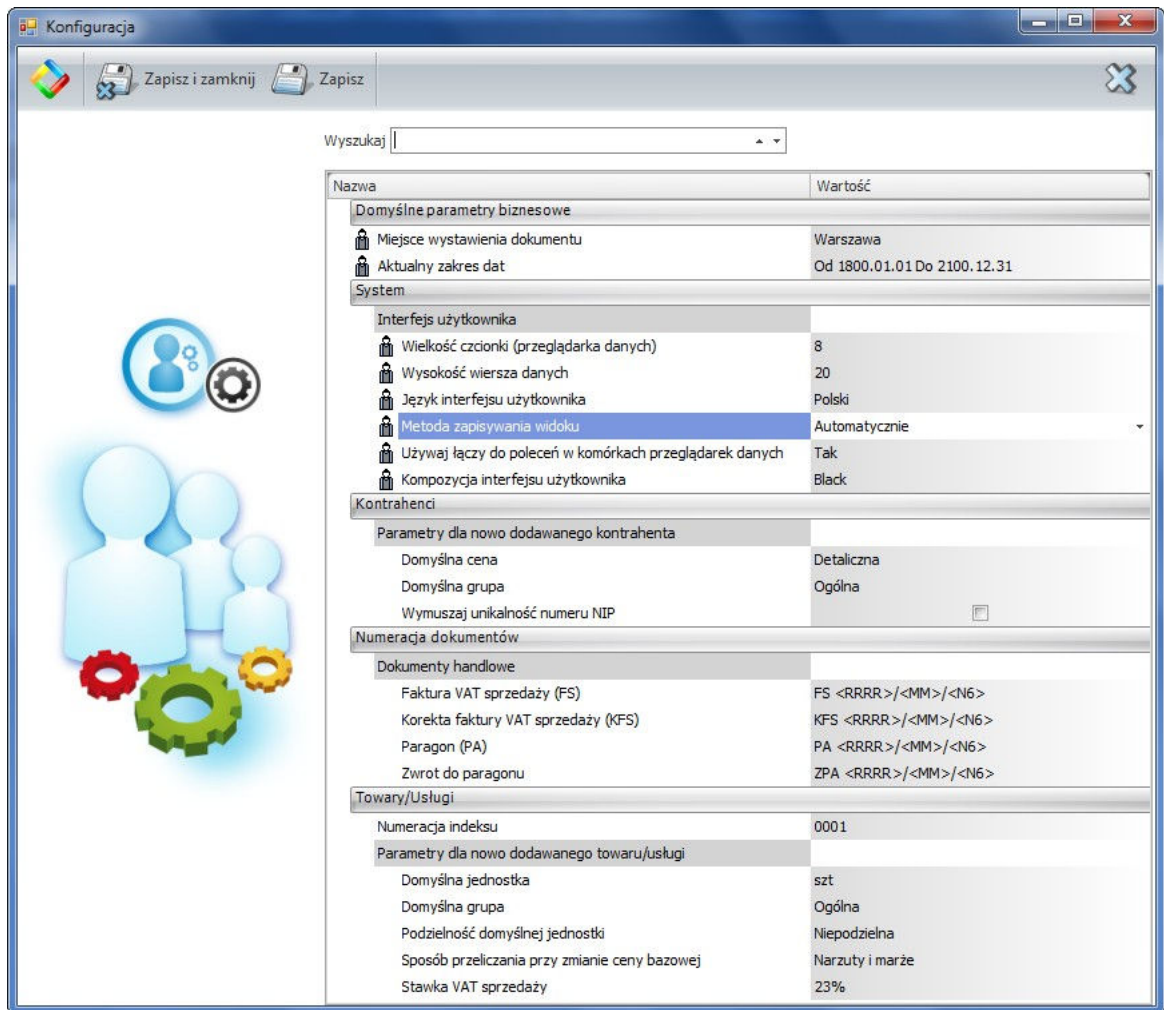 Konfiguracja
Zapisz i zamknij Zapisz
Wyszukaj
Nazwa Wartość
Domyślne parametry biznesowe
Miejsce wystawienia dokumentu Warszawa
Aktualny zakres dat Od 1800.01.01 Do 2100.12.31
System
Interfejs użytkownika
Wielkość czcionki (przeglądarka danych) 8
Wysokość wiersza danych 20
Język interfejsu użytkownika Polski
Metoda zapisywania widoku Automatycznie
Używaj łączy do poleceń w komórkach przeglądarek danych Tak
Kompozycja interfejsu użytkownika Black
Kontrahenci
Parametry dla nowo dodawanego kontrahenta
Domyślna cena Detaliczna
Domyślna grupa Ogólna
Wymuszaj unikalność numeru NIP
Numeracja dokumentów
Dokumenty handlowe
Faktura VAT sprzedaży (FS) FS <RRRR>/<MM>/<N6>
Korekta faktury VAT sprzedaży (KFS) KFS <RRRR>/<MM>/<N6>
Paragon (PA) PA <RRRR>/<MM>/<N6>
Zwrot do paragonu ZPA <RRRR>/<MM>/<N6>
Towary/Usługi
Numeracja indeksu 0001
Parametry dla nowo dodawanego towaru/usługi
Domyślna jednostka szt
Domyślna grupa Ogólna
Podzielność domyślnej jednostki Niepodzielna
Sposób przeliczania przy zmianie ceny bazowej Narzuty i marże
Stawka VAT sprzedaży 23%